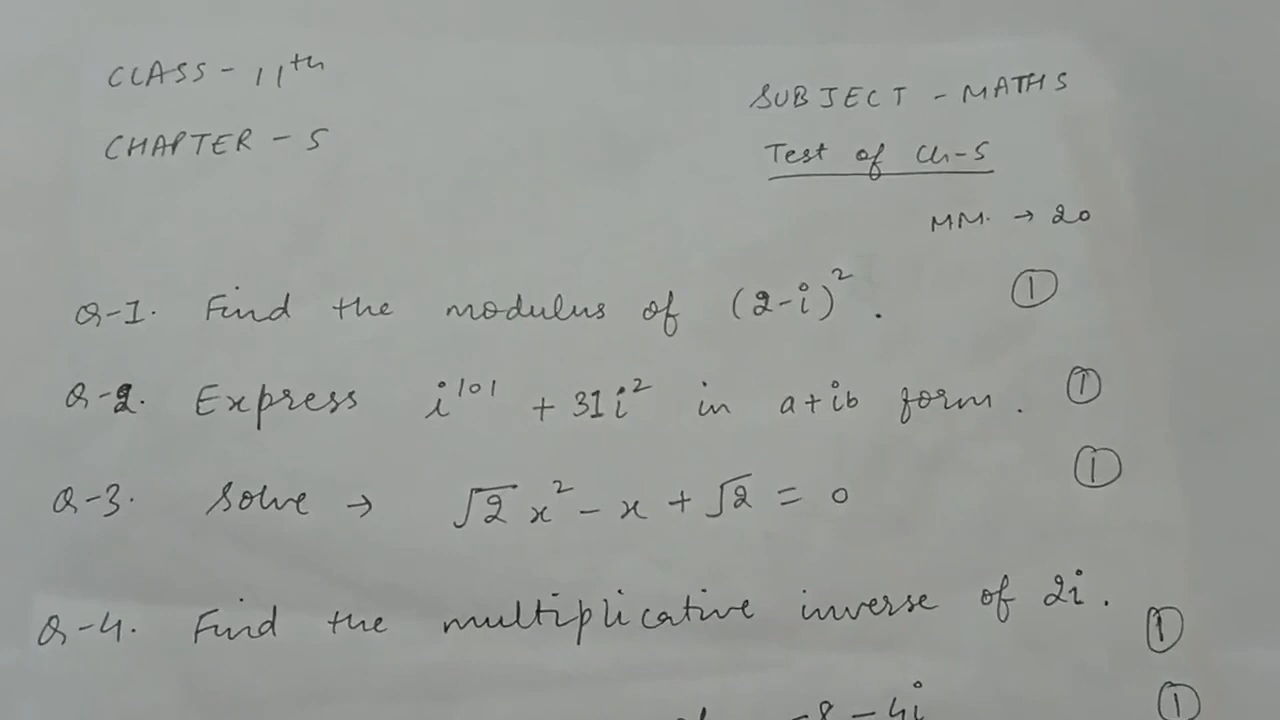 CLASS - 11th
CHAPTER - 5
SUBJECT - MATHS
Test of Ch-5
MM. → 20
Q-1. Find the modulus of (2-i)². ①
Q-2. Express i¹⁰¹ + 31i² in a+ib form. ①
Q-3. Solve → √2 x² - x + √2 = 0 ①
Q-4. Find the multiplicative inverse of 2i. ①
-8 - 4i ①